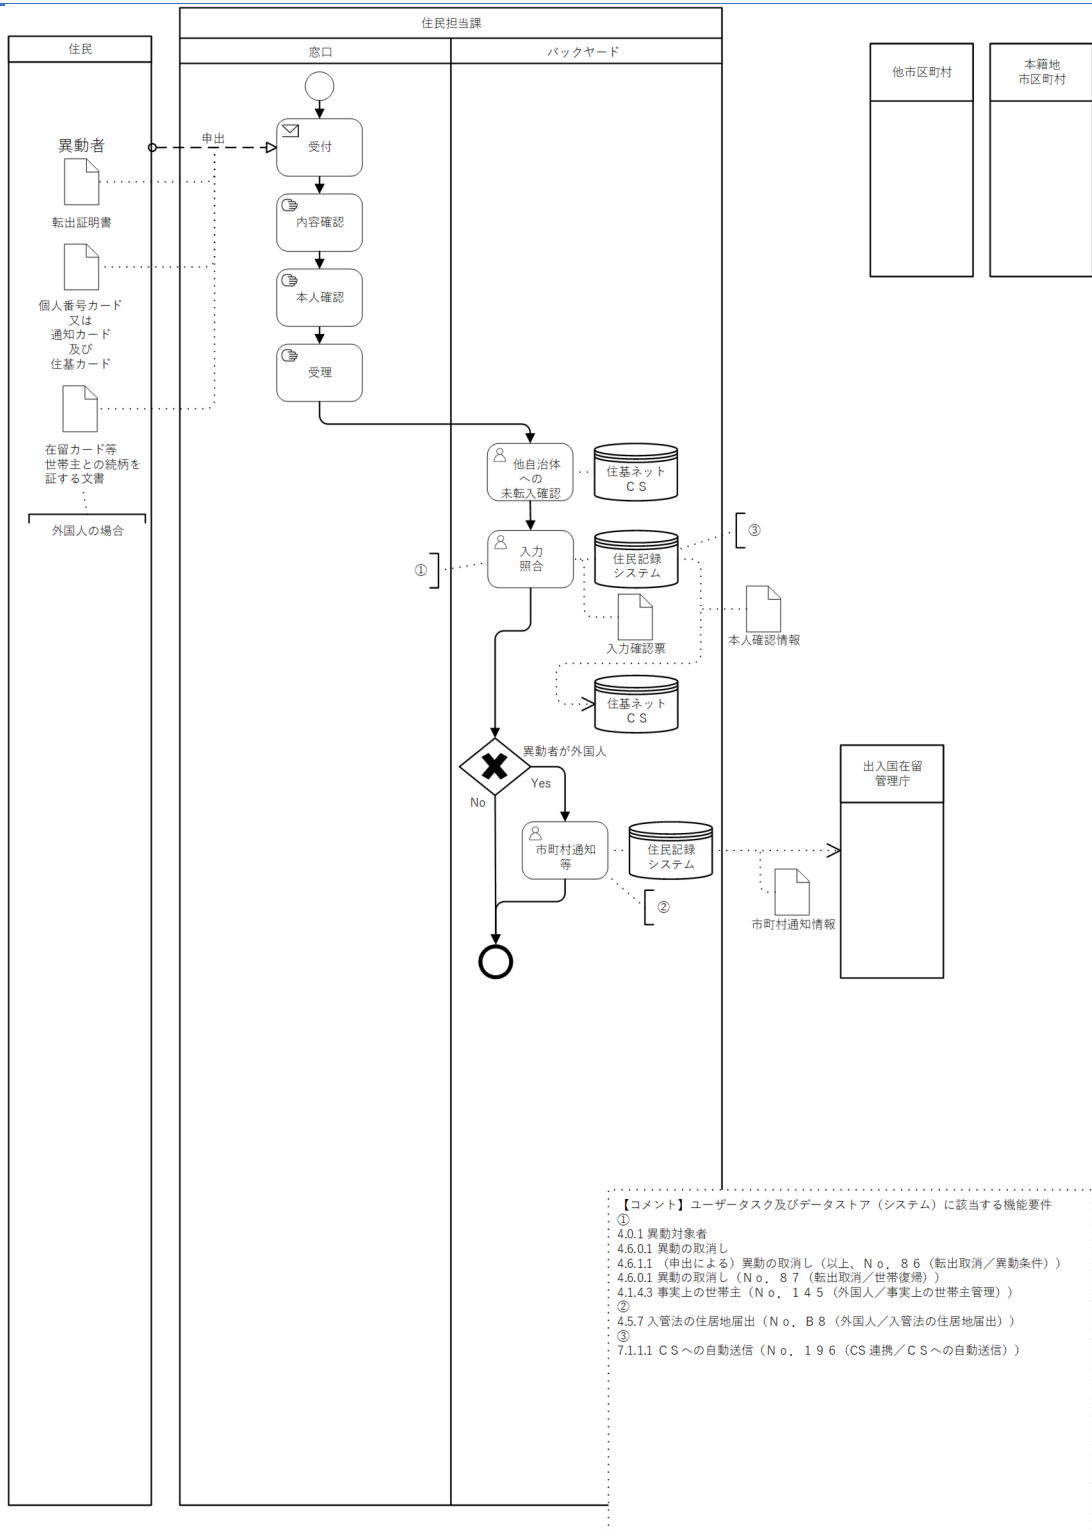 住民担当課
住民
窓口
バックヤード
他市区町村
本籍地
市区町村
異動者
申出
受付
転出証明書
内容確認
個人番号カード
又は
通知カード
及び
住基カード
本人確認
受理
在留カード等
世帯主との続柄を
証する文書
外国人の場合
他自治体
への
未転入確認
住基ネット
ＣＳ
①
入力
照合
住民記録
システム
③
入力確認票
本人確認情報
住基ネット
ＣＳ
異動者が外国人
Yes
No
出入国在留
管理庁
市町村通知
等
住民記録
システム
②
市町村通知情報
【コメント】ユーザータスク及びデータストア（システム）に該当する機能要件
①
4.0.1 異動対象者
4.6.0.1 異動の取消し
4.6.1.1 （申出による）異動の取消し（以上、Ｎｏ．８６（転出取消／異動条件））
4.6.0.1 異動の取消し（Ｎｏ．８７（転出取消／世帯復帰））
4.1.4.3 事実上の世帯主（Ｎｏ．１４５（外国人／事実上の世帯主管理））
②
4.5.7 入管法の住居地届出（Ｎｏ．Ｂ８（外国人／入管法の住居地届出））
③
7.1.1.1 ＣＳへの自動送信（Ｎｏ．１９６（CS 連携／ＣＳへの自動送信））